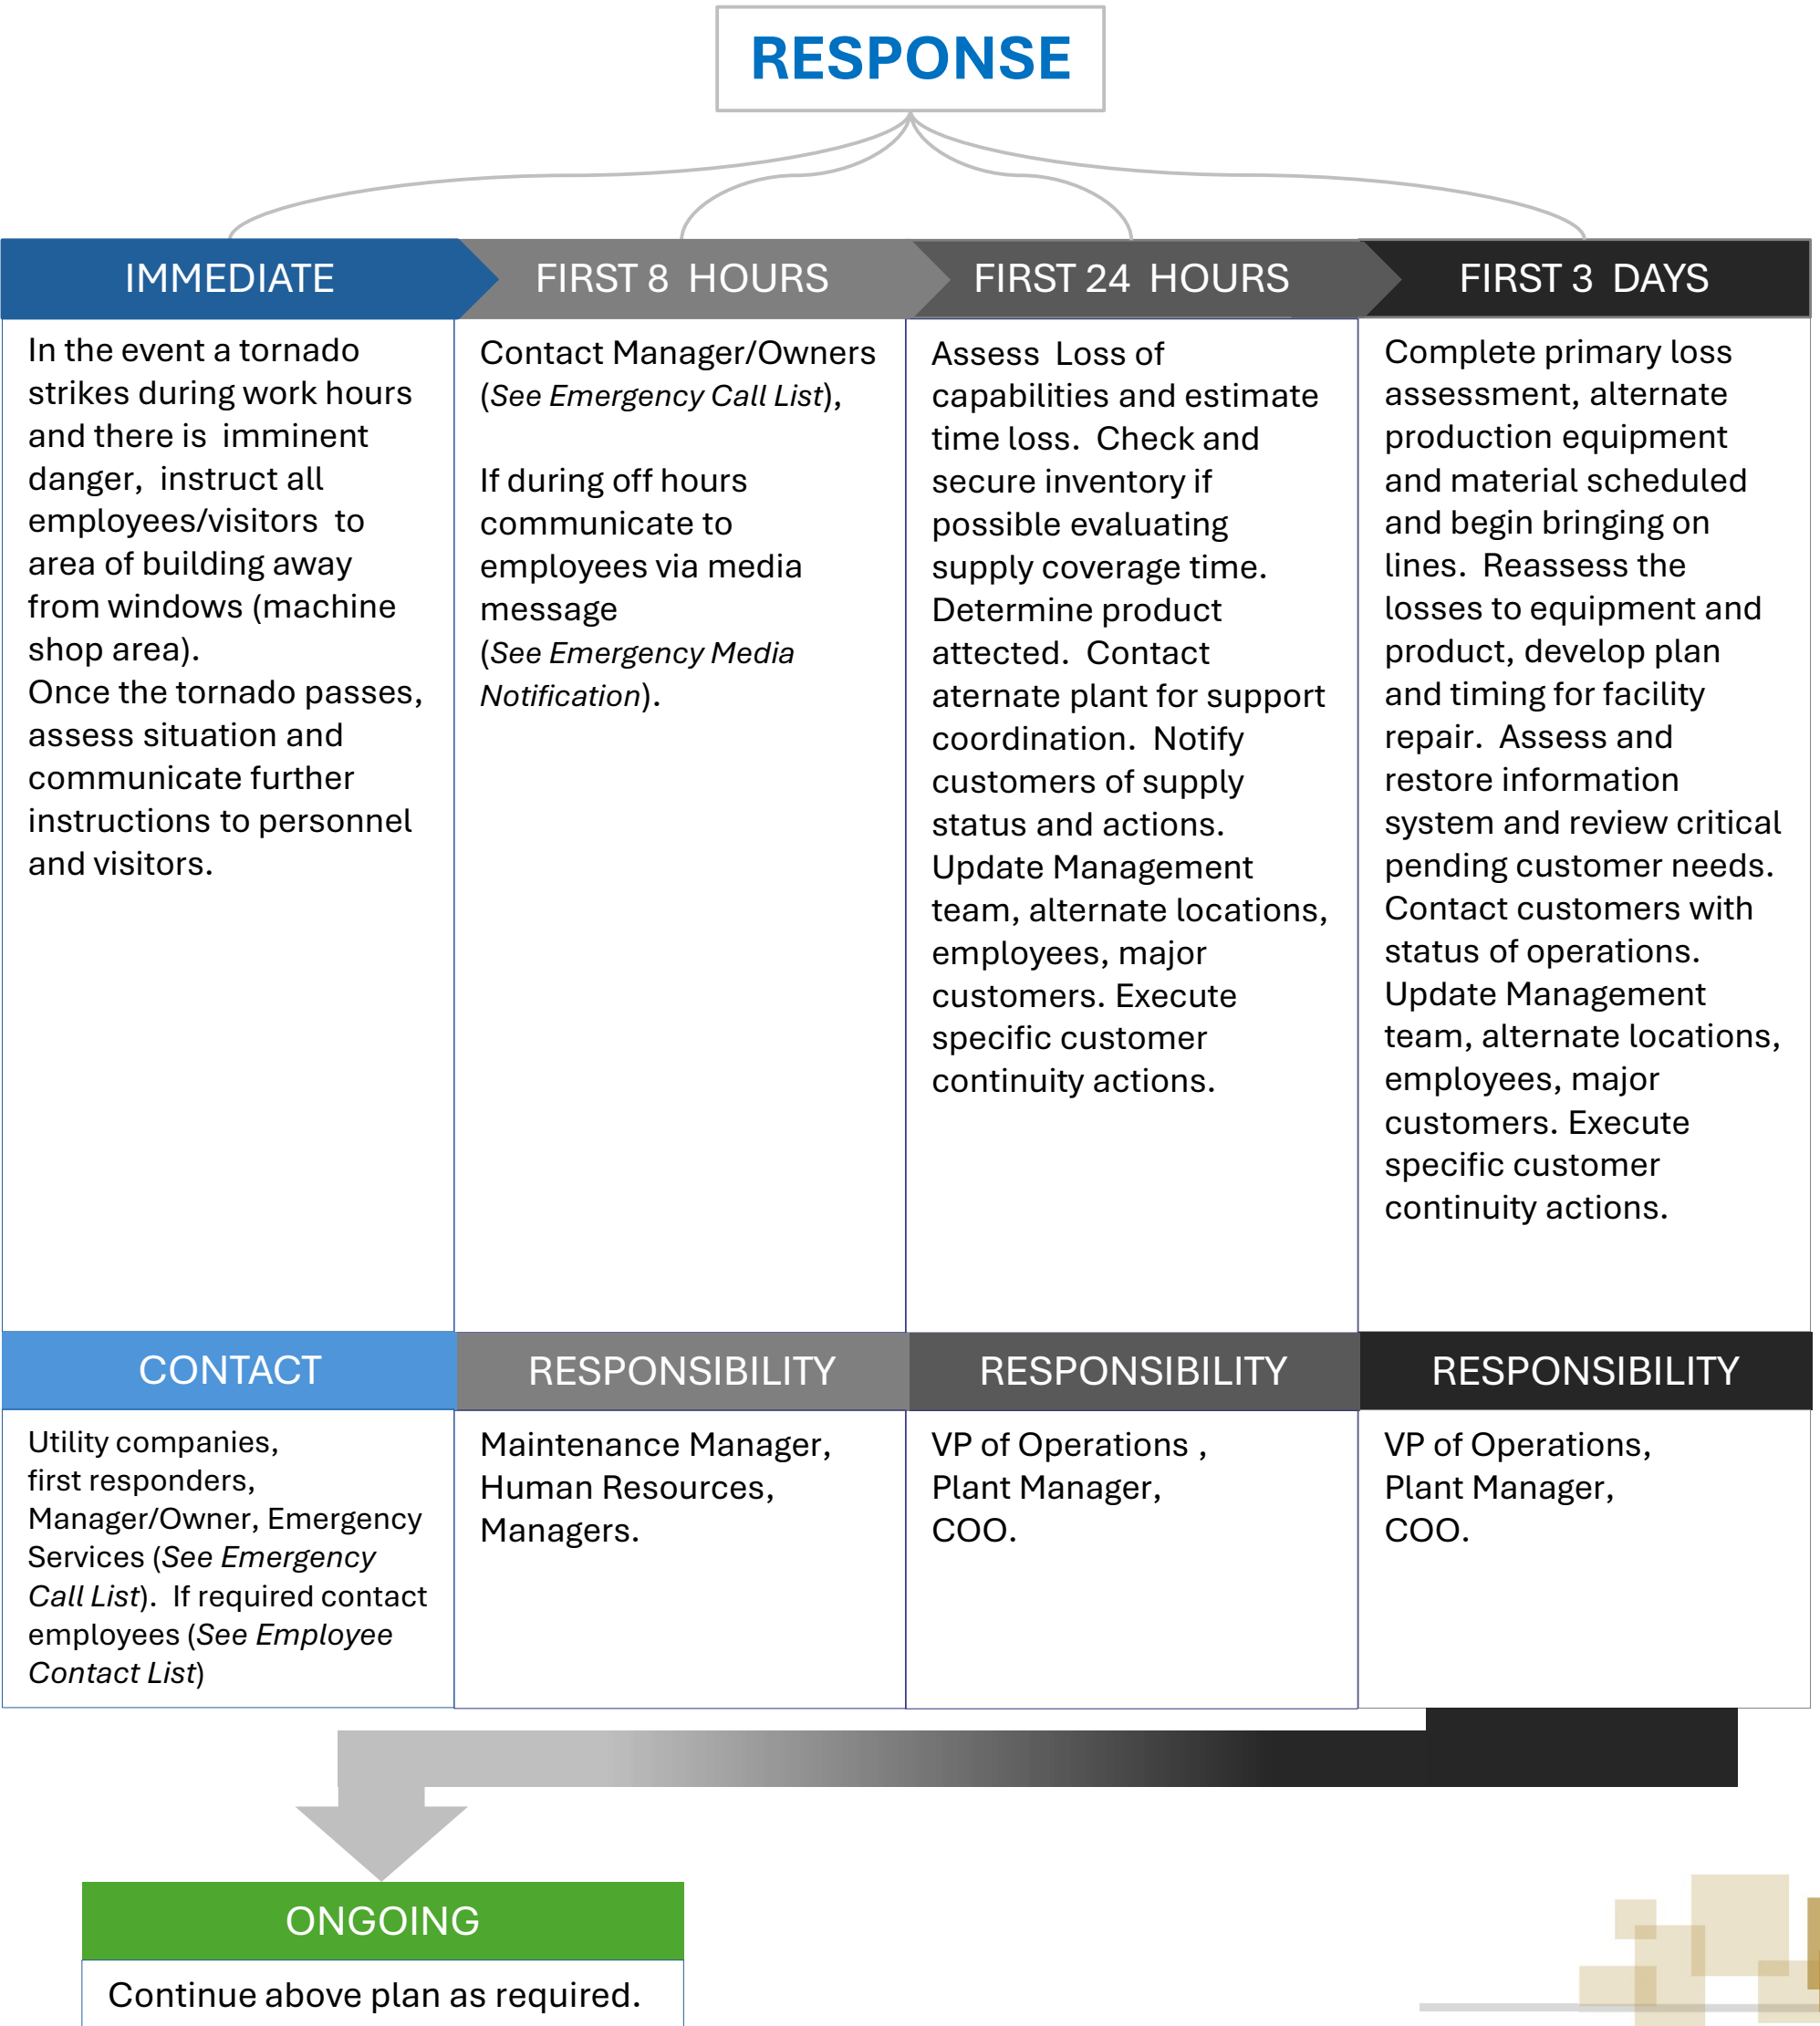 RESPONSE
IMMEDIATE
In the event a tornado
strikes during work hours
and there is imminent
danger, instruct all
employees/visitors to
area of building away
from windows (machine
shop area).
Once the tornado passes,
assess situation and
communicate further
instructions to personnel
and visitors.
CONTACT
Utility companies,
first responders,
Manager/Owner, Emergency
Services (See Emergency
Call List). If required contact
employees (See Employee
Contact List)
FIRST 8 HOURS
Contact Manager/Owners
(See Emergency Call List),
If during off hours
communicate to
employees via media
message
(See Emergency Media
Notification).
RESPONSIBILITY
Maintenance Manager,
Human Resources,
Managers.
FIRST 24 HOURS
Assess Loss of
capabilities and estimate
time loss. Check and
secure inventory if
possible evaluating
supply coverage time.
Determine product
attected. Contact
aternate plant for support
coordination. Notify
customers of supply
status and actions.
Update Management
team, alternate locations,
employees, major
customers. Execute
specific customer
continuity actions.
RESPONSIBILITY
VP of Operations ,
Plant Manager,
COO.
FIRST 3 DAYS
Complete primary loss
assessment, alternate
production equipment
and material scheduled
and begin bringing on
lines. Reassess the
losses to equipment and
product, develop plan
and timing for facility
repair. Assess and
restore information
system and review critical
pending customer needs.
Contact customers with
status of operations.
Update Management
team, alternate locations,
employees, major
customers. Execute
specific customer
continuity actions.
RESPONSIBILITY
VP of Operations,
Plant Manager,
COO.
ONGOING
Continue above plan as required.